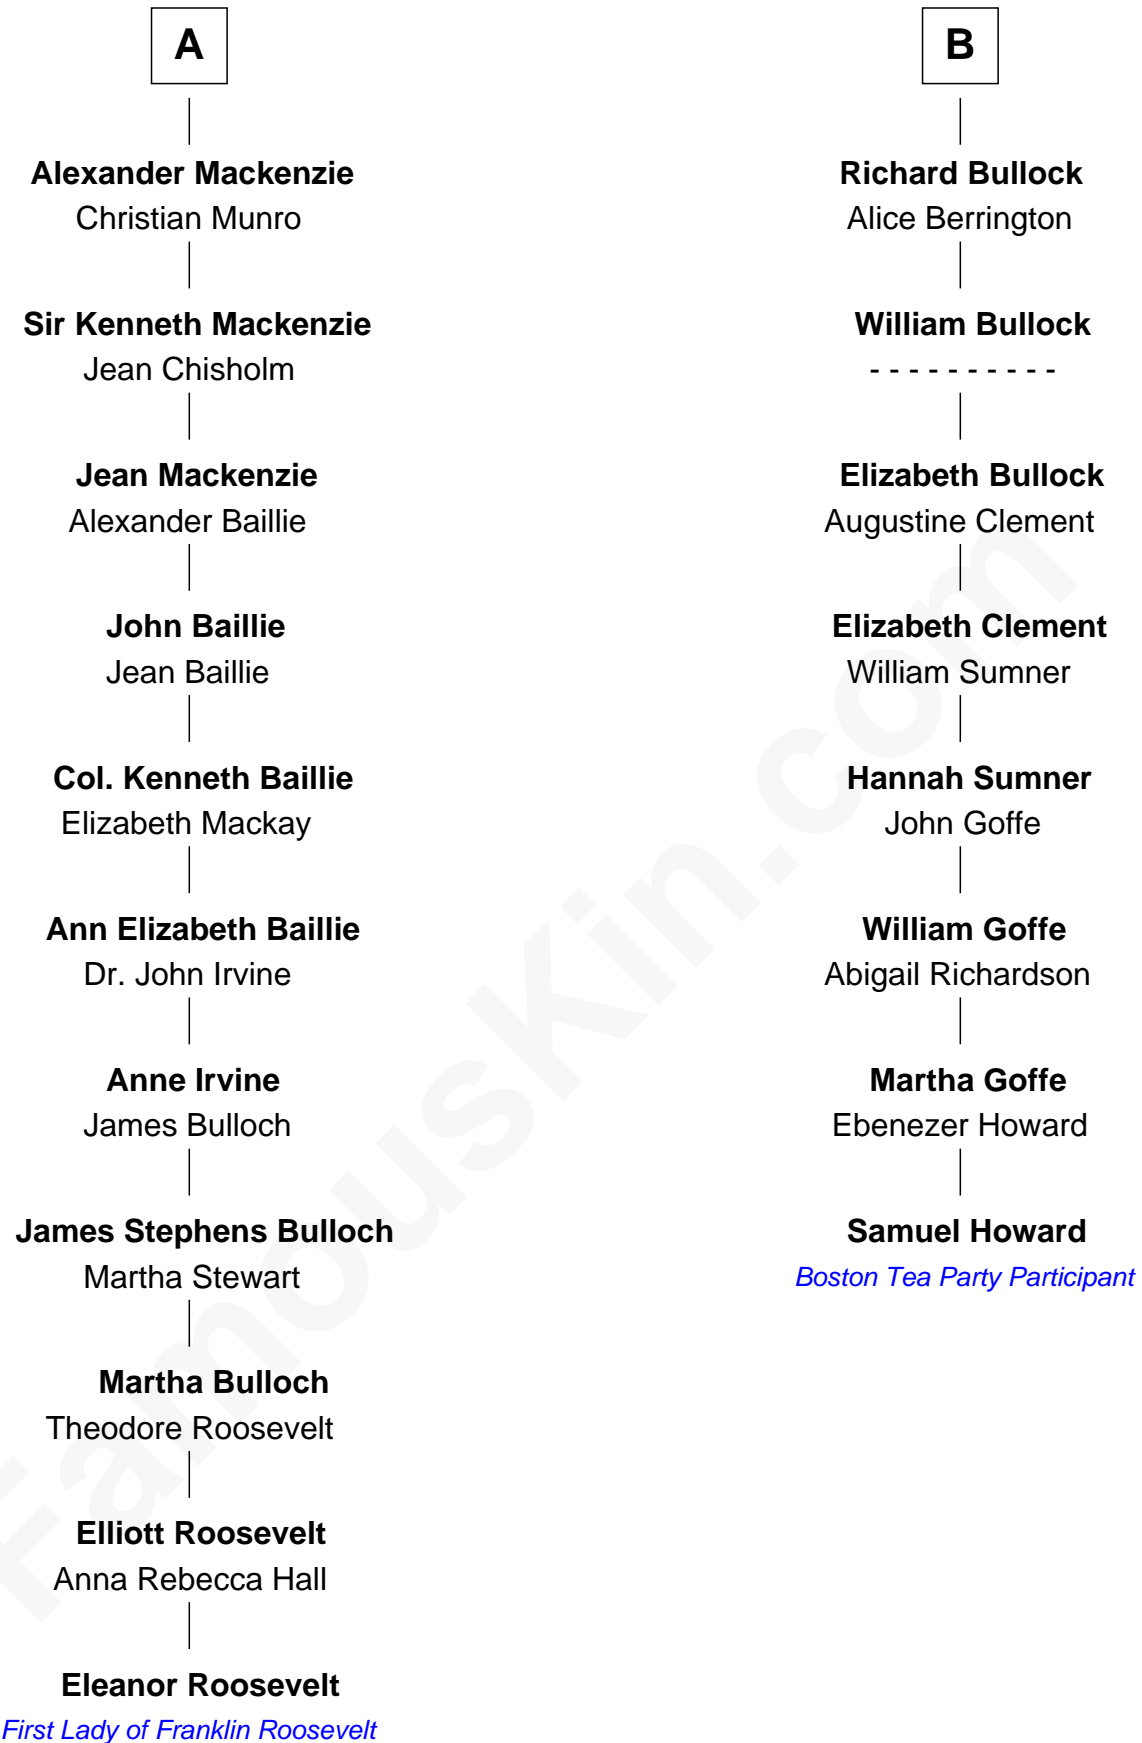 A
Alexander Mackenzie
Christian Munro
Sir Kenneth Mackenzie
Jean Chisholm
Jean Mackenzie
Alexander Baillie
John Baillie
Jean Baillie
Col. Kenneth Baillie
Elizabeth Mackay
Ann Elizabeth Baillie
Dr. John Irvine
Anne Irvine
James Bulloch
James Stephens Bulloch
Martha Stewart
Martha Bulloch
Theodore Roosevelt
Elliott Roosevelt
Anna Rebecca Hall
Eleanor Roosevelt
First Lady of Franklin Roosevelt
B
Richard Bullock
Alice Berrington
William Bullock
- - - - - - - - - -
Elizabeth Bullock
Augustine Clement
Elizabeth Clement
William Sumner
Hannah Sumner
John Goffe
William Goffe
Abigail Richardson
Martha Goffe
Ebenezer Howard
Samuel Howard
Boston Tea Party Participant
FamousKin.com